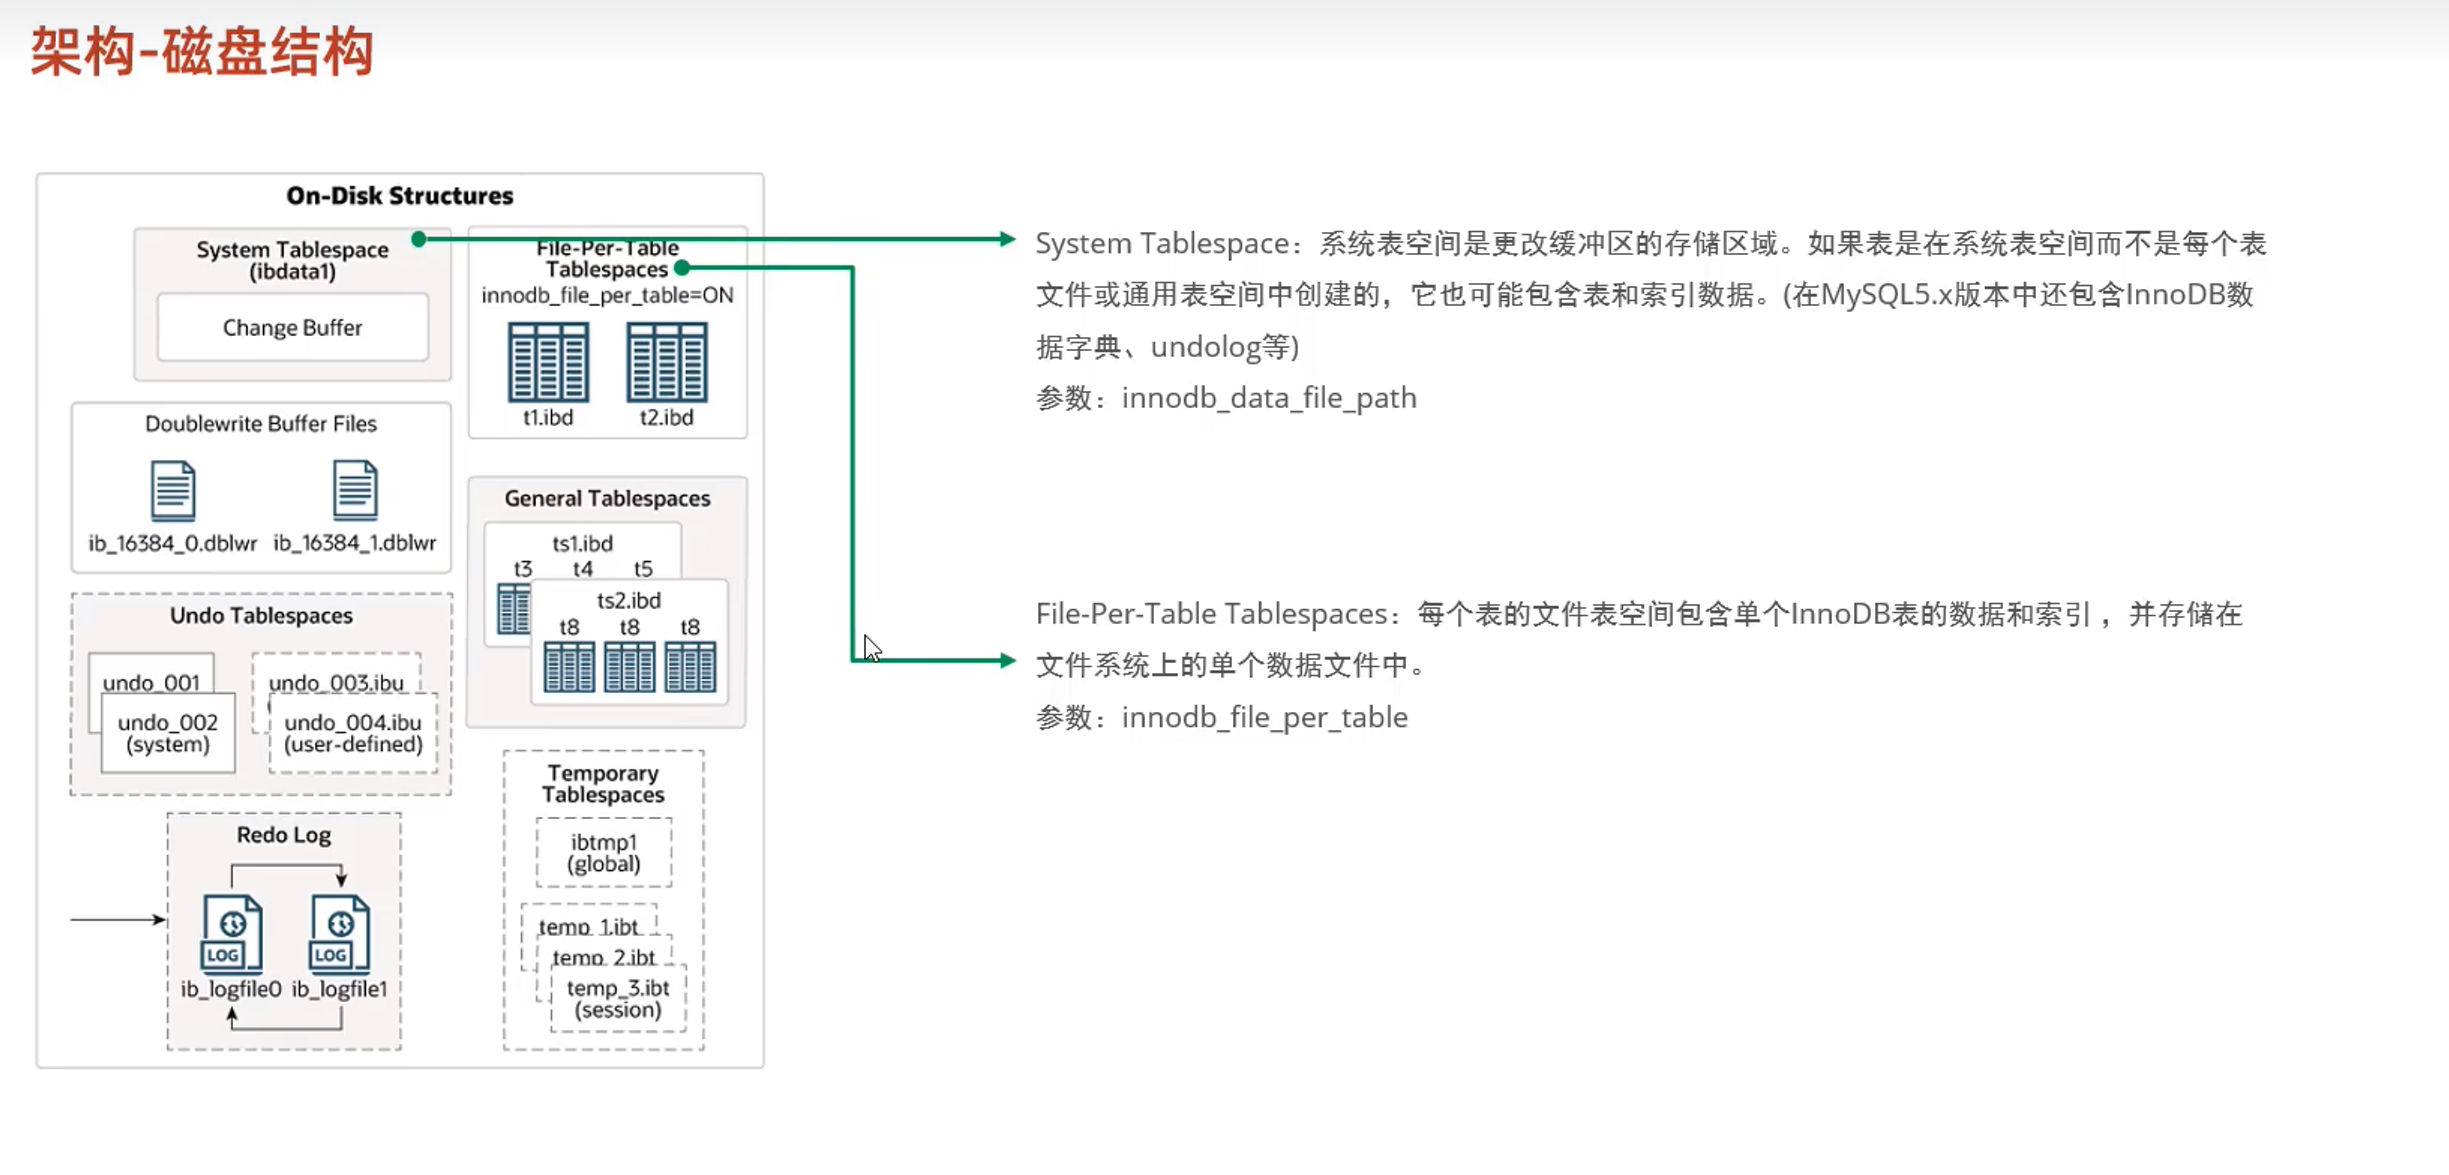 架构-磁盘结构
On-Disk Structures
System Tablespace
(ibdata1)
Change Buffer
File-Per-Table
Tablespaces
innodb_file_per_table=ON
t1.ibd
t2.ibd
Doublewrite Buffer Files
ib_16384_0.dblwr
ib_16384_1.dblwr
General Tablespaces
ts1.ibd
t3 t4 t5
ts2.ibd
t8 t8 t8
Undo Tablespaces
undo_001
undo_002
(system)
undo_003.ibu
undo_004.ibu
(user-defined)
Temporary
Tablespaces
ibtmp1
(global)
temp_1.ibt
temp_2.ibt
temp_3.ibt
(session)
Redo Log
LOG
LOG
ib_logfile0
ib_logfile1
System Tablespace：系统表空间是更改缓冲区的存储区域。如果表是在系统表空间而不是每个表
文件或通用表空间中创建的，它也可能包含表和索引数据。(在MySQL5.x版本中还包含InnoDB数
据字典、undolog等)
参数：innodb_data_file_path
File-Per-Table Tablespaces：每个表的文件表空间包含单个InnoDB表的数据和索引 ，并存储在
文件系统上的单个数据文件中。
参数：innodb_file_per_table